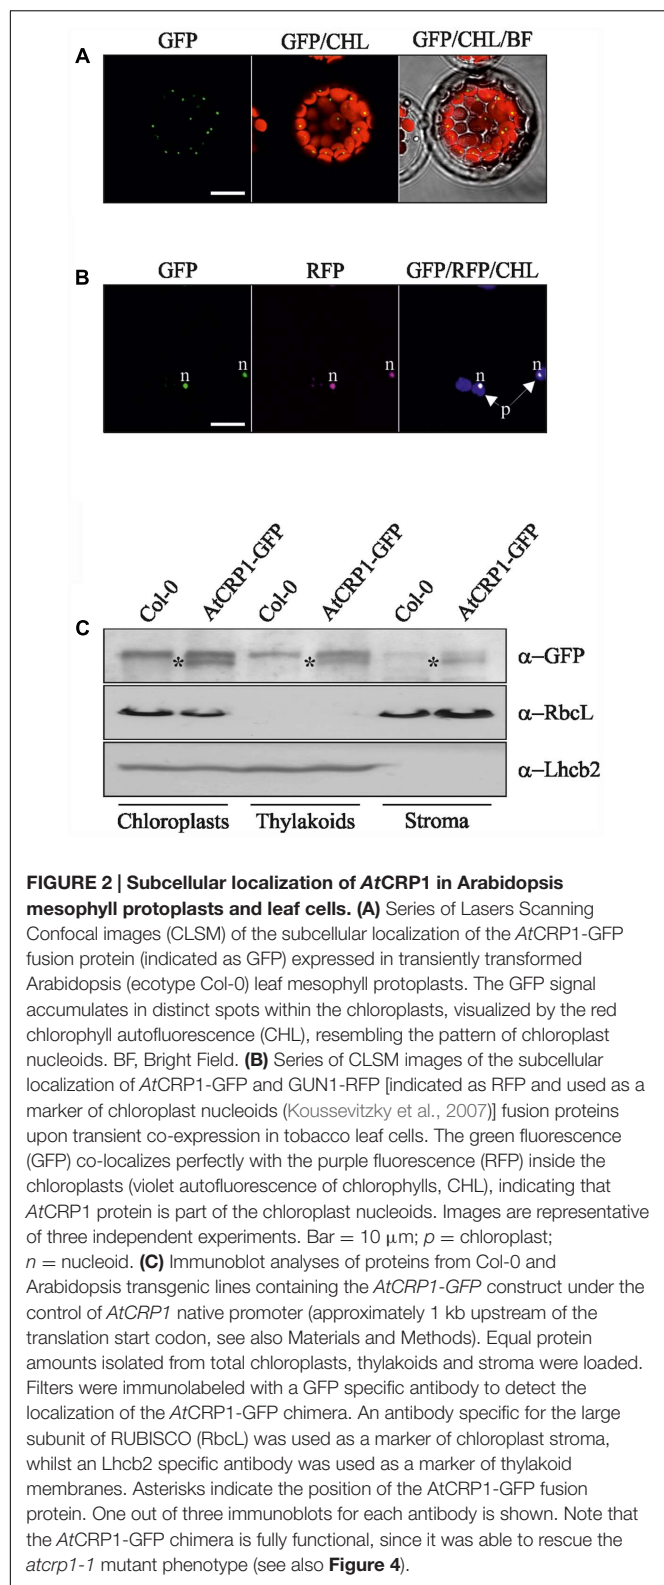 GFP GFP/CHL GFP/CHL/BF
A
GFP RFP GFP/RFP/CHL
B
n n n n n n
p
Col-0 AtCRP1-GFP Col-0 AtCRP1-GFP Col-0 AtCRP1-GFP
C
* * * α–GFP
α–RbcL
α–Lhcb2
Chloroplasts Thylakoids Stroma
FIGURE 2 | Subcellular localization of AtCRP1 in Arabidopsis
mesophyll protoplasts and leaf cells. (A) Series of Lasers Scanning
Confocal images (CLSM) of the subcellular localization of the AtCRP1-GFP
fusion protein (indicated as GFP) expressed in transiently transformed
Arabidopsis (ecotype Col-0) leaf mesophyll protoplasts. The GFP signal
accumulates in distinct spots within the chloroplasts, visualized by the red
chlorophyll autofluorescence (CHL), resembling the pattern of chloroplast
nucleoids. BF, Bright Field. (B) Series of CLSM images of the subcellular
localization of AtCRP1-GFP and GUN1-RFP [indicated as RFP and used as a
marker of chloroplast nucleoids (Koussevitzky et al., 2007)] fusion proteins
upon transient co-expression in tobacco leaf cells. The green fluorescence
(GFP) co-localizes perfectly with the purple fluorescence (RFP) inside the
chloroplasts (violet autofluorescence of chlorophylls, CHL), indicating that
AtCRP1 protein is part of the chloroplast nucleoids. Images are representative
of three independent experiments. Bar = 10 μm; p = chloroplast;
n = nucleoid. (C) Immunoblot analyses of proteins from Col-0 and
Arabidopsis transgenic lines containing the AtCRP1-GFP construct under the
control of AtCRP1 native promoter (approximately 1 kb upstream of the
translation start codon, see also Materials and Methods). Equal protein
amounts isolated from total chloroplasts, thylakoids and stroma were loaded.
Filters were immunolabeled with a GFP specific antibody to detect the
localization of the AtCRP1-GFP chimera. An antibody specific for the large
subunit of RUBISCO (RbcL) was used as a marker of chloroplast stroma,
whilst an Lhcb2 specific antibody was used as a marker of thylakoid
membranes. Asterisks indicate the position of the AtCRP1-GFP fusion
protein. One out of three immunoblots for each antibody is shown. Note that
the AtCRP1-GFP chimera is fully functional, since it was able to rescue the
atcrp1-1 mutant phenotype (see also Figure 4).